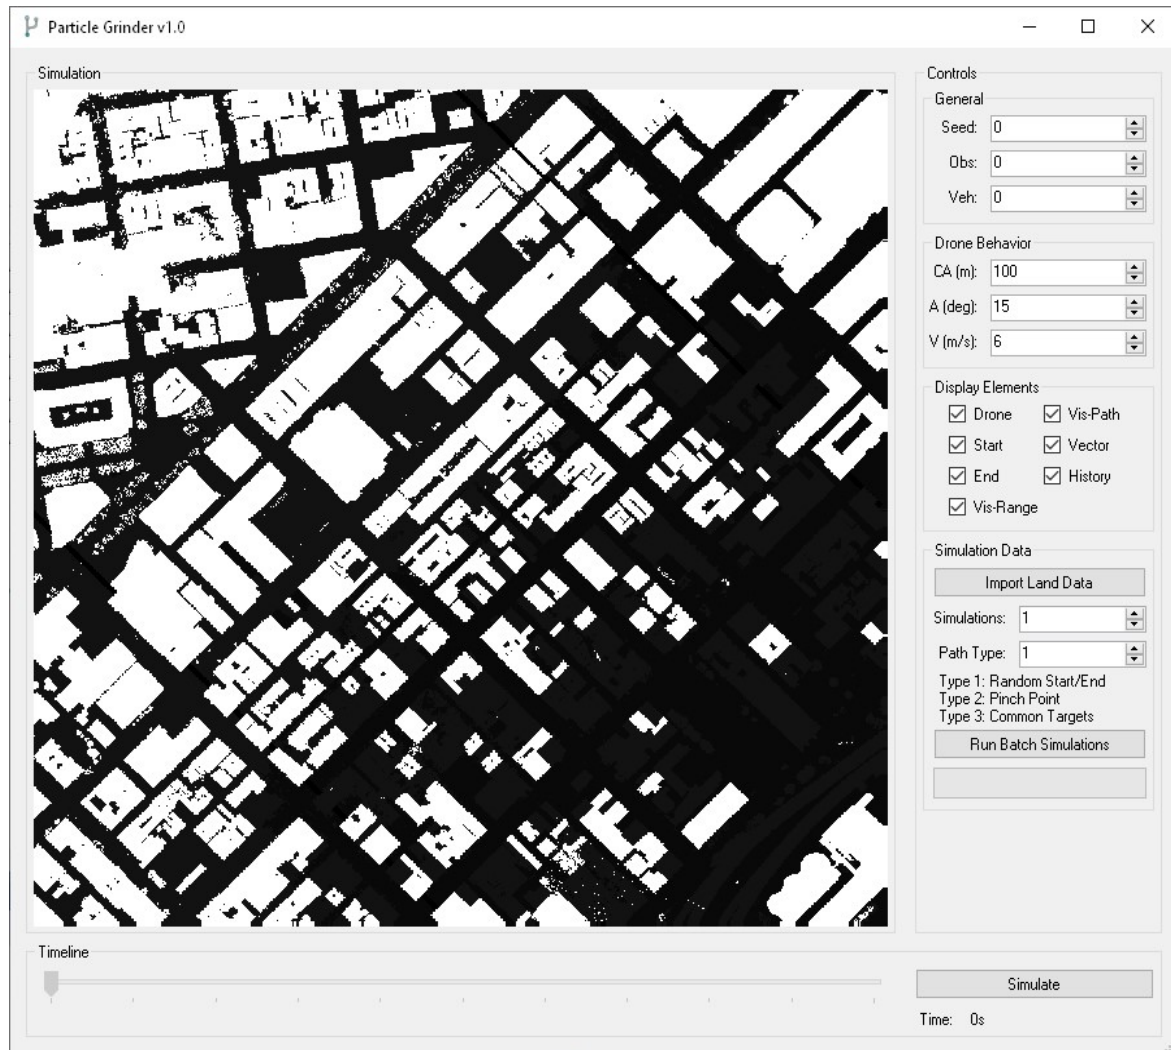 Particle Grinder v1.0
Simulation
Controls
General
Seed: 0
Obs: 0
Veh: 0
Drone Behavior
CA (m): 100
A (deg): 15
V (m/s): 6
Display Elements
Drone Vis-Path
Start Vector
End History
Vis-Range
Simulation Data
Import Land Data
Simulations: 1
Path Type: 1
Type 1: Random Start/End
Type 2: Pinch Point
Type 3: Common Targets
Run Batch Simulations
Timeline
Simulate
Time: 0s